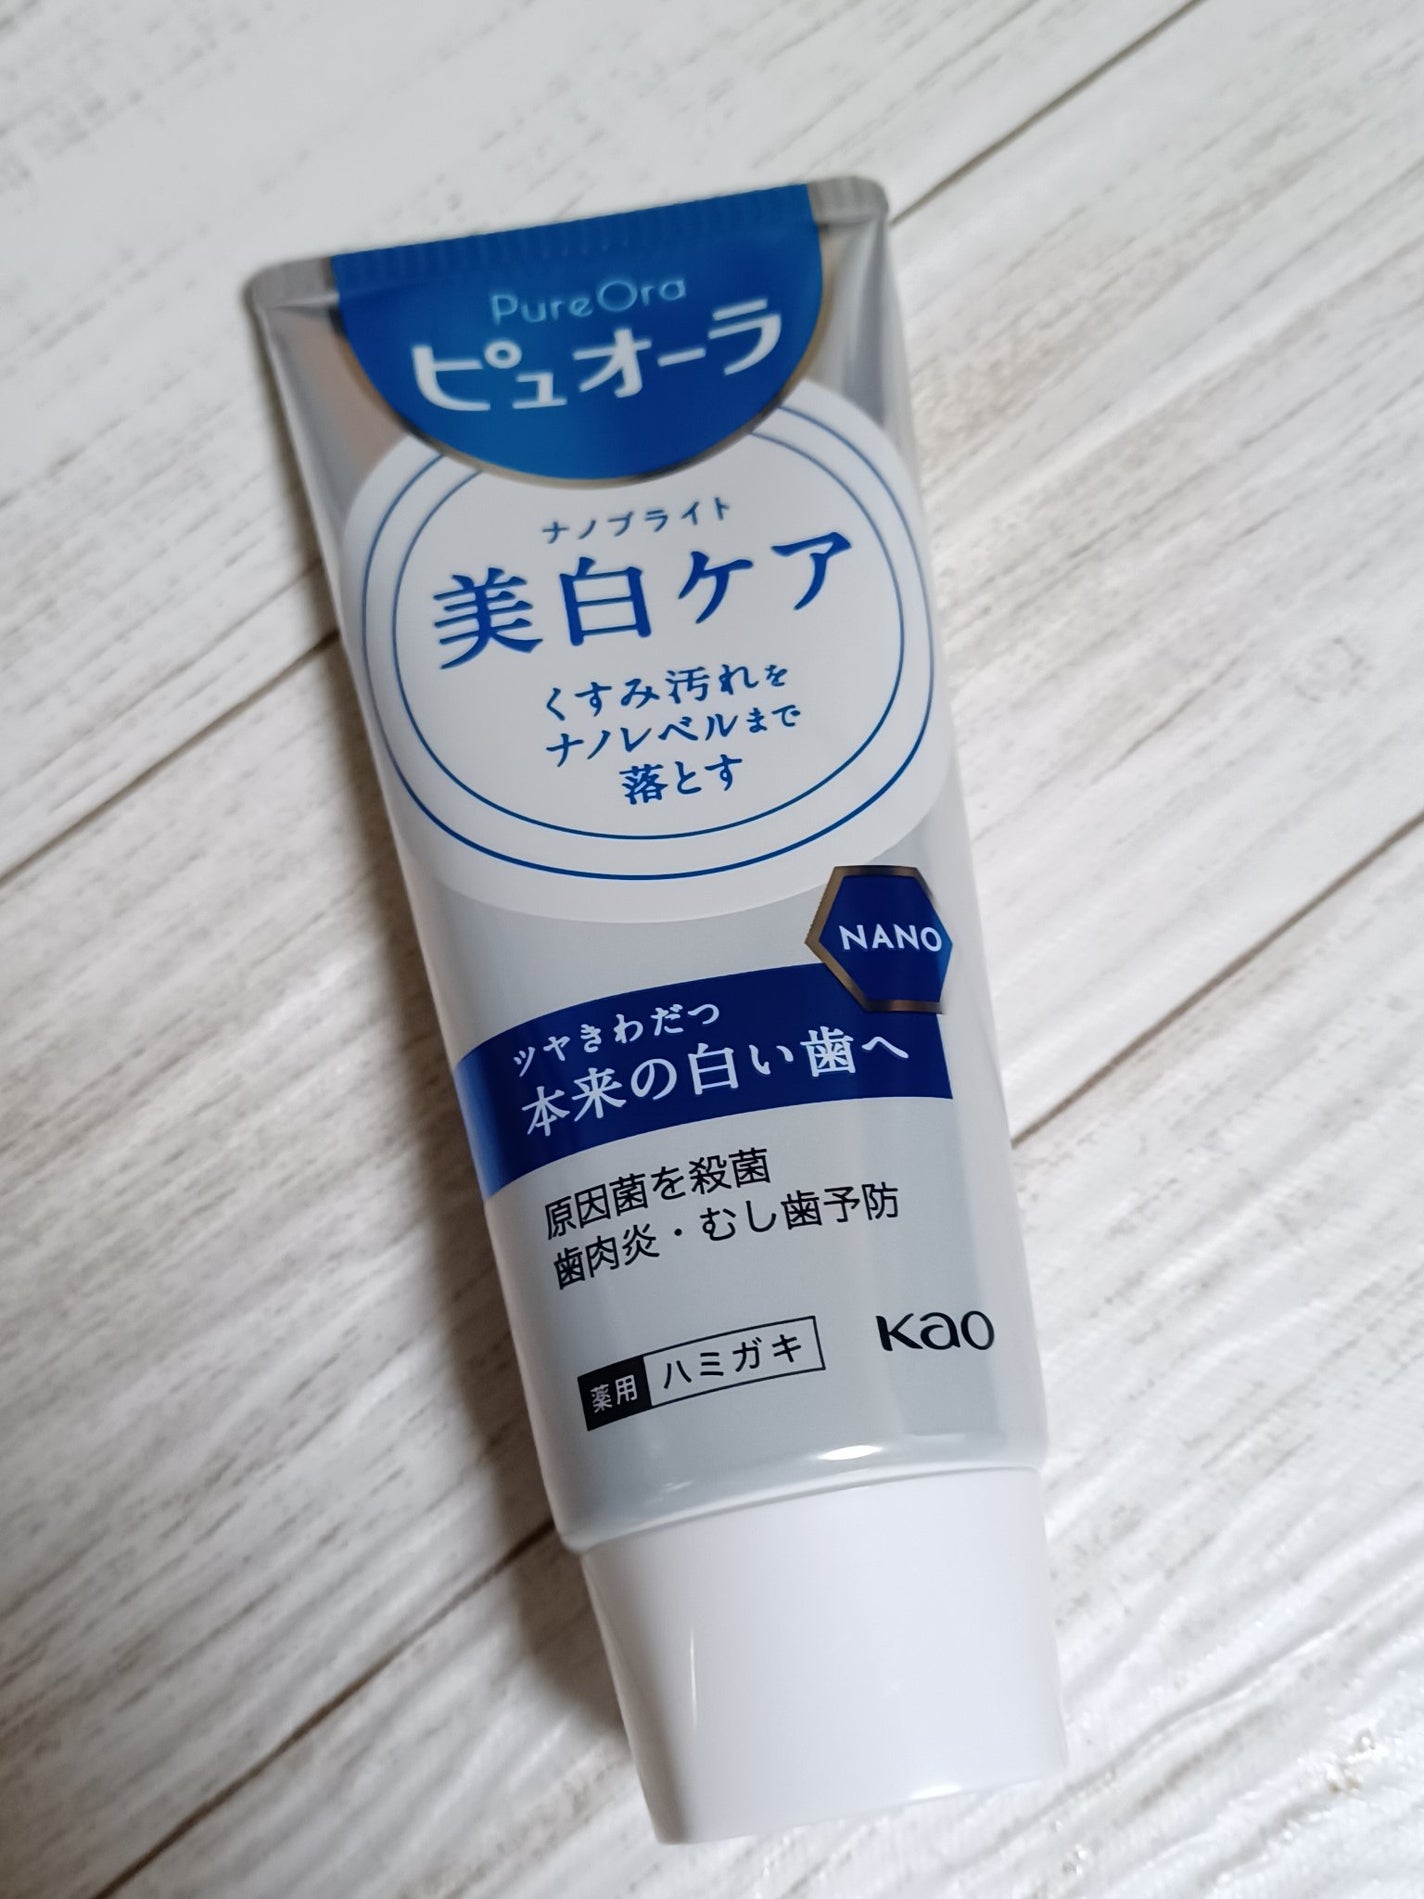 PureOra
ピュオーラ
ナノブライト
美白ケア
くすみ汚れを
ナノレベルまで
落とす
NANO
ツヤきわだつ
本来の白い歯へ
原因菌を殺菌
歯肉炎・むし歯予防
薬用 ハミガキ
Kao